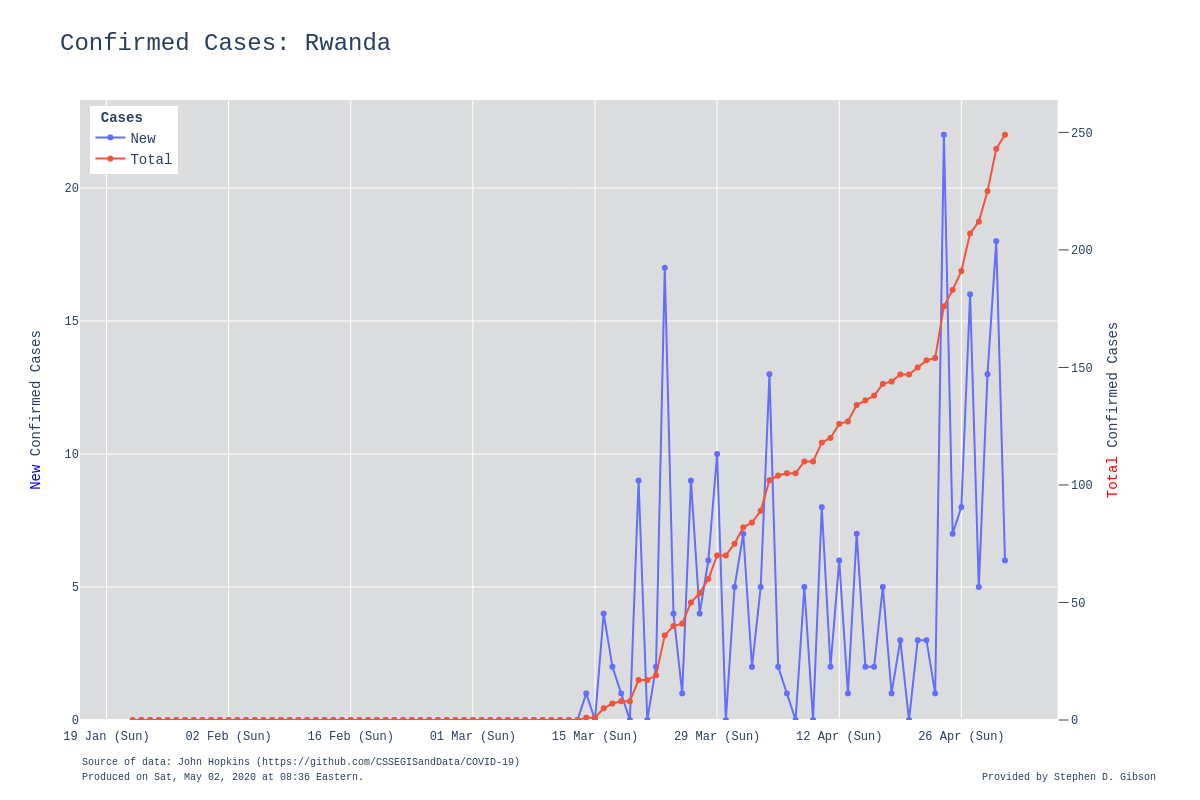 Confirmed Cases: Rwanda
Cases
New
Total
20
15
10
5
0
250
200
150
100
50
0
New Confirmed Cases
Total Confirmed Cases
19 Jan (Sun) 02 Feb (Sun) 16 Feb (Sun) 01 Mar (Sun) 15 Mar (Sun) 29 Mar (Sun) 12 Apr (Sun) 26 Apr (Sun)
Source of data: John Hopkins (https://github.com/CSSEGISandData/COVID-19)
Produced on Sat, May 02, 2020 at 08:36 Eastern.
Provided by Stephen D. Gibson